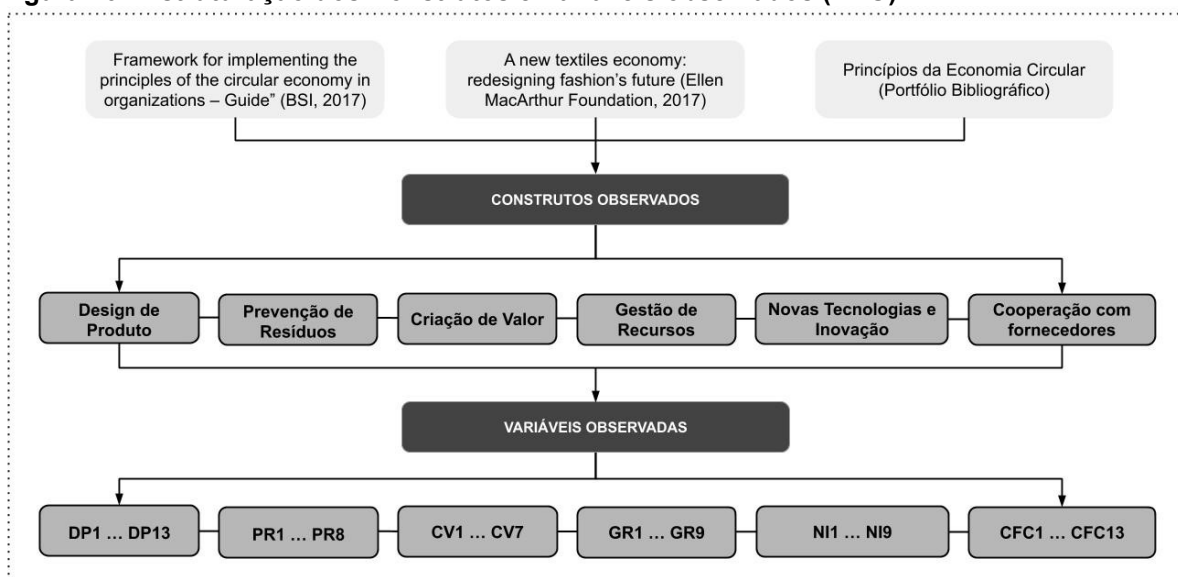 Framework for implementing the
principles of the circular economy in
organizations – Guide” (BSI, 2017)
A new textiles economy:
redesigning fashion’s future (Ellen
MacArthur Foundation, 2017)
Princípios da Economia Circular
(Portfólio Bibliográfico)
CONSTRUTOS OBSERVADOS
Design de
Produto
Prevenção de
Resíduos
Criação de Valor
Gestão de
Recursos
Novas Tecnologias e
Inovação
Cooperação com
fornecedores
VARIÁVEIS OBSERVADAS
DP1 ... DP13
PR1 ... PR8
CV1 ... CV7
GR1 ... GR9
NI1 ... NI9
CFC1 ... CFC13